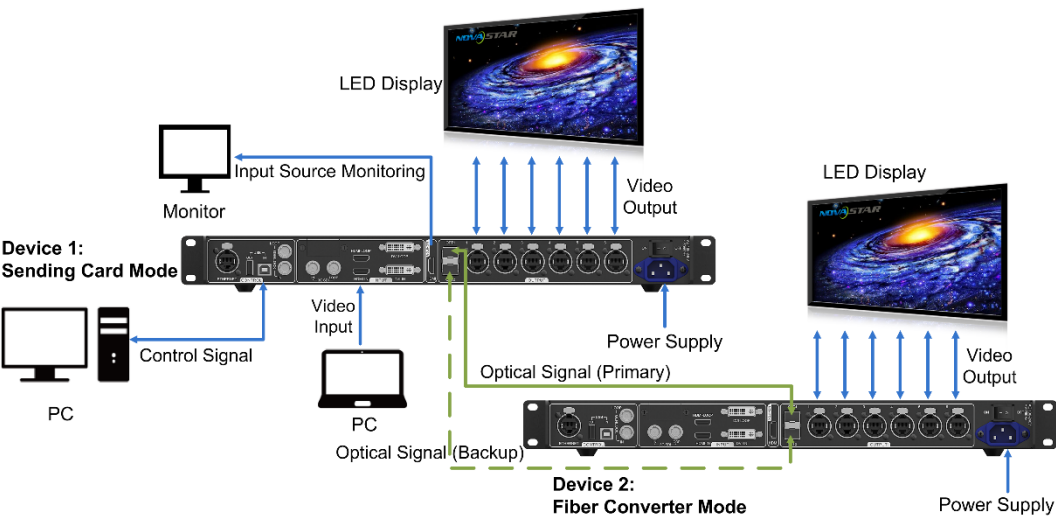 NOVASTAR
LED Display
Input Source Monitoring
Monitor
Video
Output
LED Display
NOVASTAR
Device 1:
Sending Card Mode
Video
Input
Control Signal
PC
PC
Power Supply
Optical Signal (Primary)
Video
Output
Optical Signal (Backup)
Device 2:
Fiber Converter Mode
Power Supply